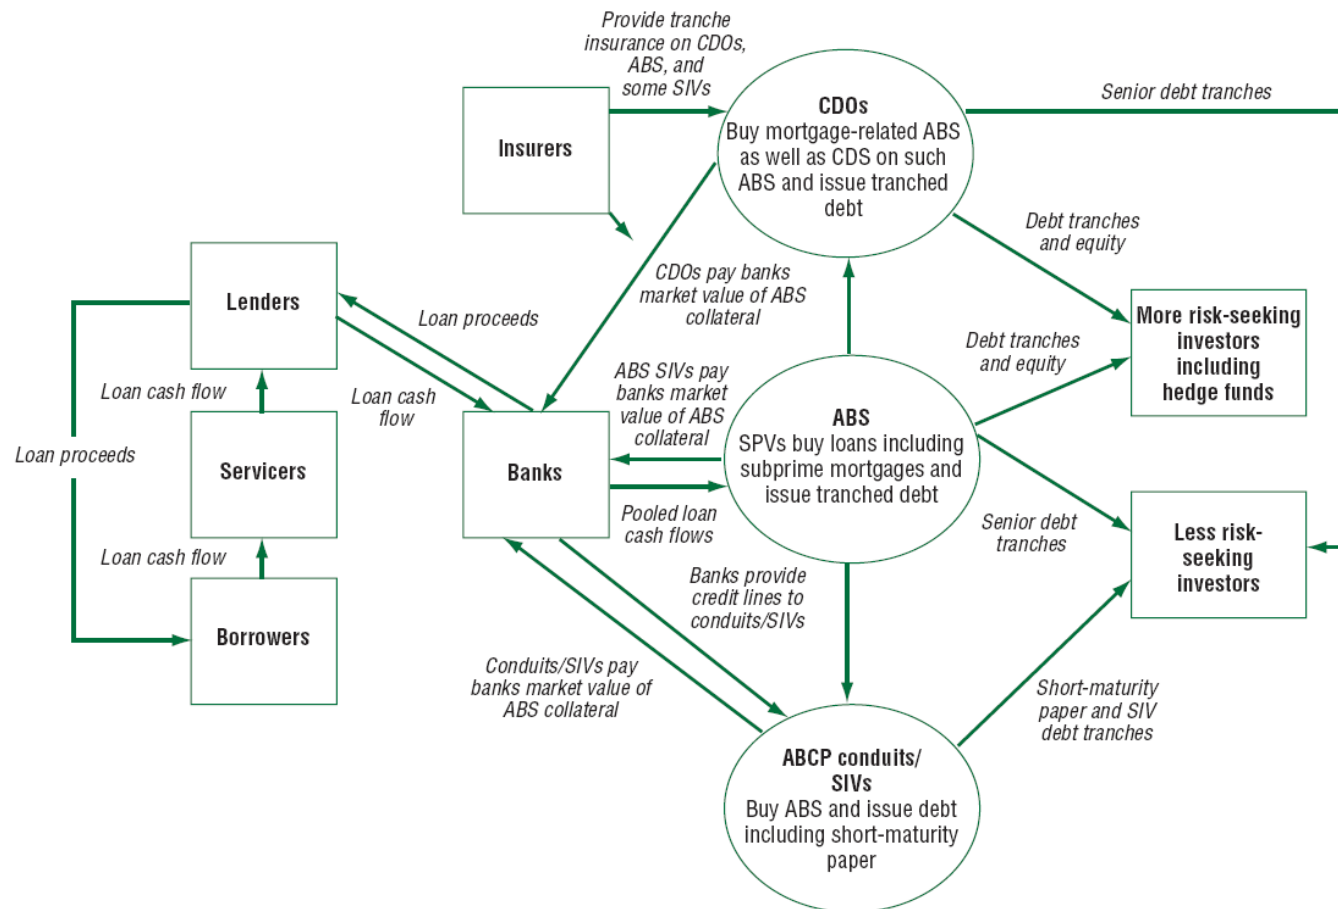 Provide tranche
insurance on CDOs,
ABS, and
some SIVs
Insurers
CDOs
Buy mortgage-related ABS
as well as CDS on such
ABS and issue tranched
debt
Senior debt tranches
Debt tranches
and equity
CDOs pay banks
market value of ABS
collateral
Lenders
Loan proceeds
Loan cash flow
Loan cash
flow
Loan proceeds
Servicers
Loan cash flow
Borrowers
ABS SIVs pay
banks market
value of ABS
collateral
Banks
Pooled loan
cash flows
ABS
SPVs buy loans including
subprime mortgages and
issue tranched debt
Debt tranches
and equity
More risk-seeking
investors
including
hedge funds
Senior debt
tranches
Less risk-
seeking
investors
Banks provide
credit lines to
conduits/SIVs
Conduits/SIVs pay
banks market value of
ABS collateral
Short-maturity
paper and SIV
debt tranches
ABCP conduits/
SIVs
Buy ABS and issue debt
including short-maturity
paper